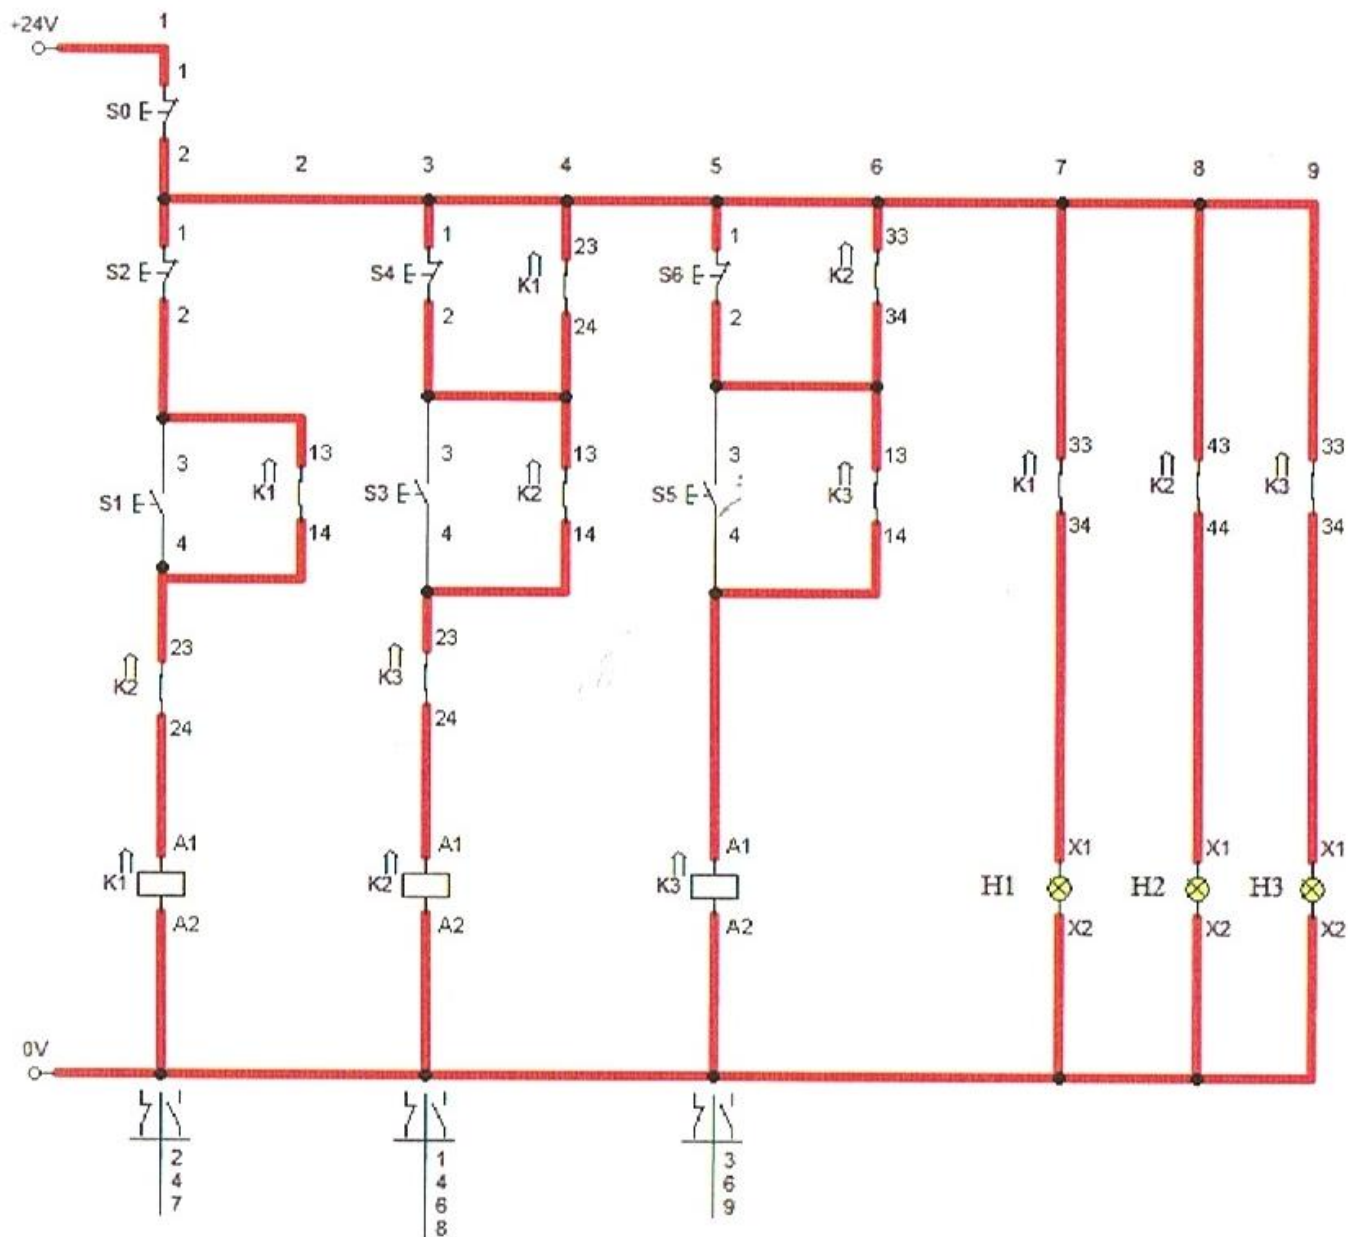 +24V 1
1
S0
2 2 3 4 5 6 7 8 9
1 1 23 1 33
S2 S4 K1 S6 K2
2 2 24 2 34
3 13 3 13 3 13 33 43 33
S1 K1 S3 K2 S5 K3 K1 K2 K3
4 14 4 14 4 14 34 44 34
23 23
K2 K3
24 24
A1 A1 A1 X1 X1 X1
K1 K2 K3 H1 H2 H3
A2 A2 A2 X2 X2 X2
0V
2 1 3
4 4 6
7 6 9
8